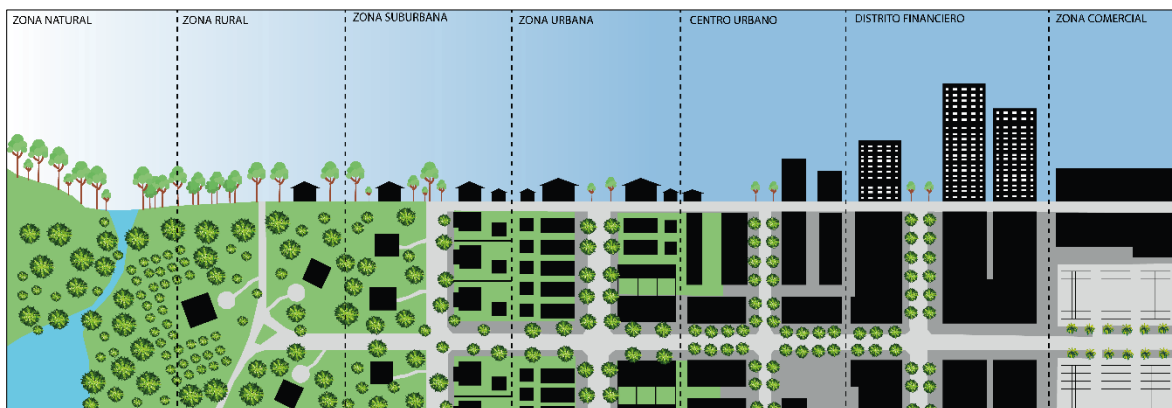 ZONA NATURAL
ZONA RURAL
ZONA SUBURBANA
ZONA URBANA
CENTRO URBANO
DISTRITO FINANCIERO
ZONA COMERCIAL